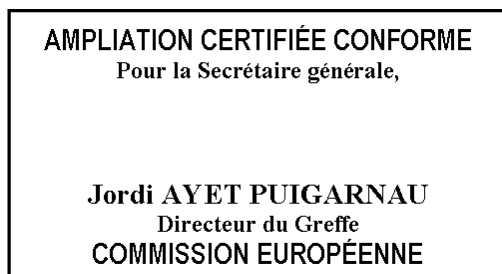 AMPLIATION CERTIFIÉE CONFORME
Pour la Secrétaire générale,
Jordi AYET PUIGARNAU
Directeur du Greffe
COMMISSION EUROPÉENNE